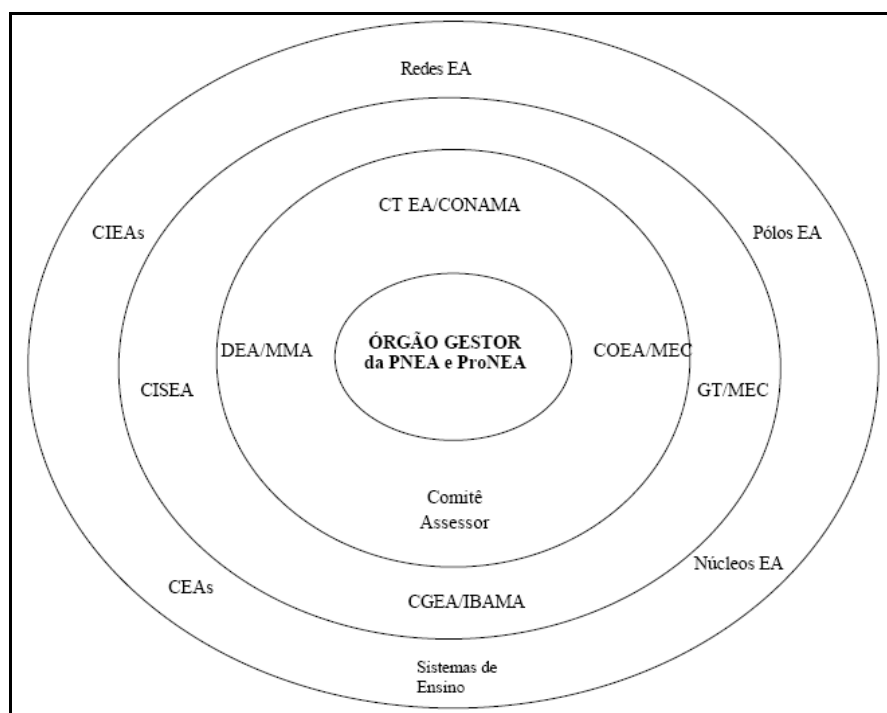 Redes EA
CT EA/CONAMA
CIEAs
Pólos EA
ÓRGÃO GESTOR
da PNEA e ProNEA
DEA/MMA
COEA/MEC
CISEA
GT/MEC
Comitê
Assessor
Núcleos EA
CEAs
CGEA/IBAMA
Sistemas de
Ensino